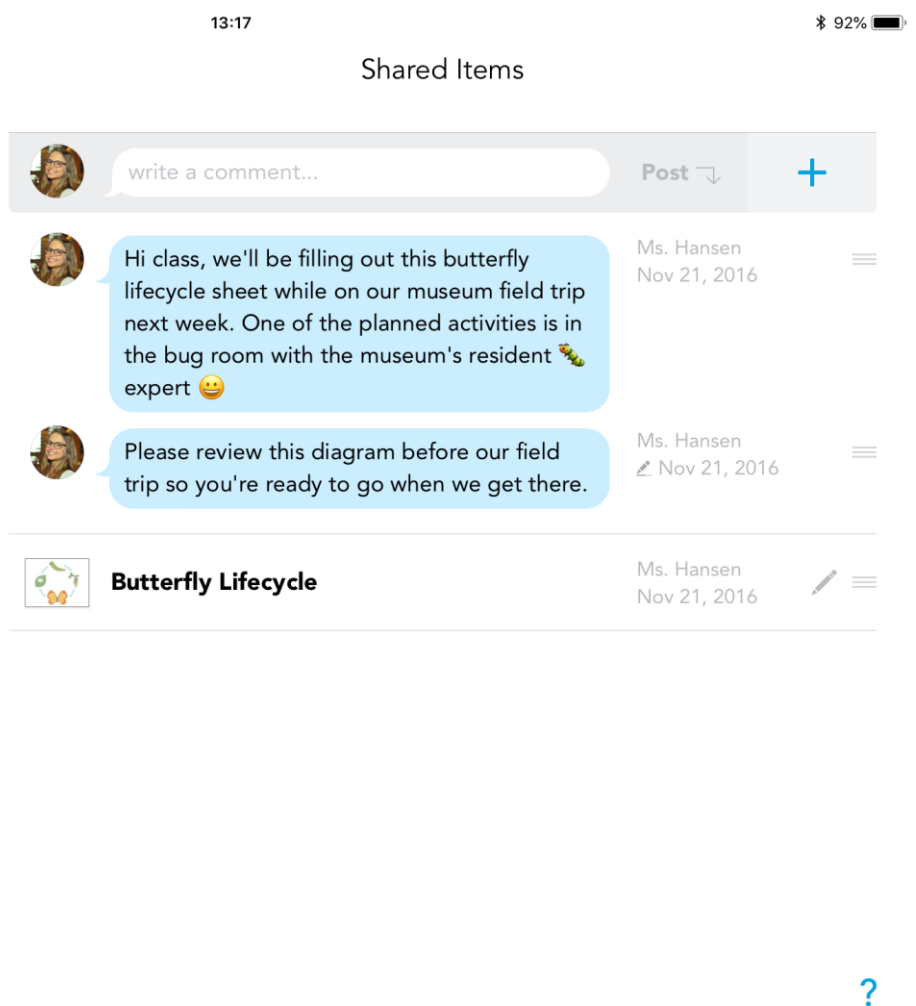 13:17
92%
Shared Items
write a comment...
Post
Hi class, we'll be filling out this butterfly
lifecycle sheet while on our museum field trip
next week. One of the planned activities is in
the bug room with the museum's resident 🐛
expert 😀
Ms. Hansen
Nov 21, 2016
Please review this diagram before our field
trip so you're ready to go when we get there.
Ms. Hansen
Nov 21, 2016
Butterfly Lifecycle
Ms. Hansen
Nov 21, 2016
?